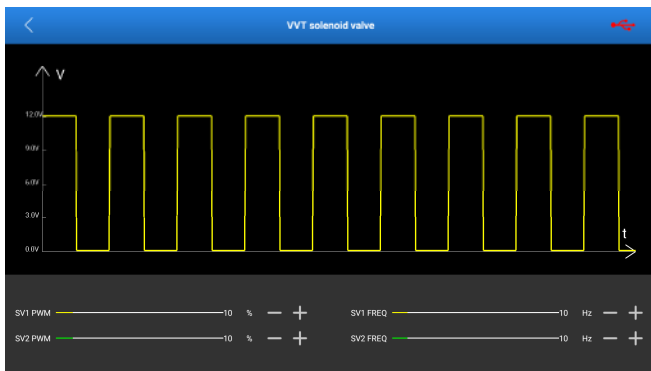 VVT solenoid valve
V
12.0V
9.0V
6.0V
3.0V
0.0V
t
SV1 PWM 10 % SV1 FREQ 10 Hz
SV2 PWM 10 % SV2 FREQ 10 Hz